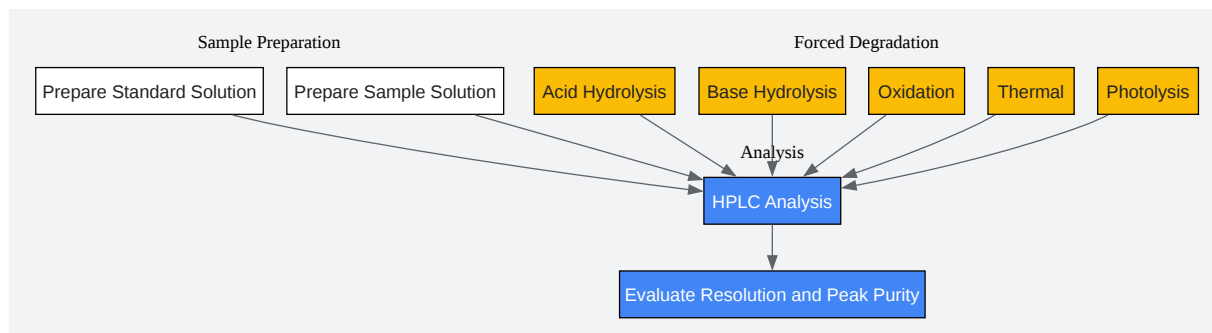 Sample Preparation
Forced Degradation
Prepare Standard Solution
Prepare Sample Solution
Acid Hydrolysis
Base Hydrolysis
Oxidation
Thermal
Photolysis
Analysis
HPLC Analysis
Evaluate Resolution and Peak Purity